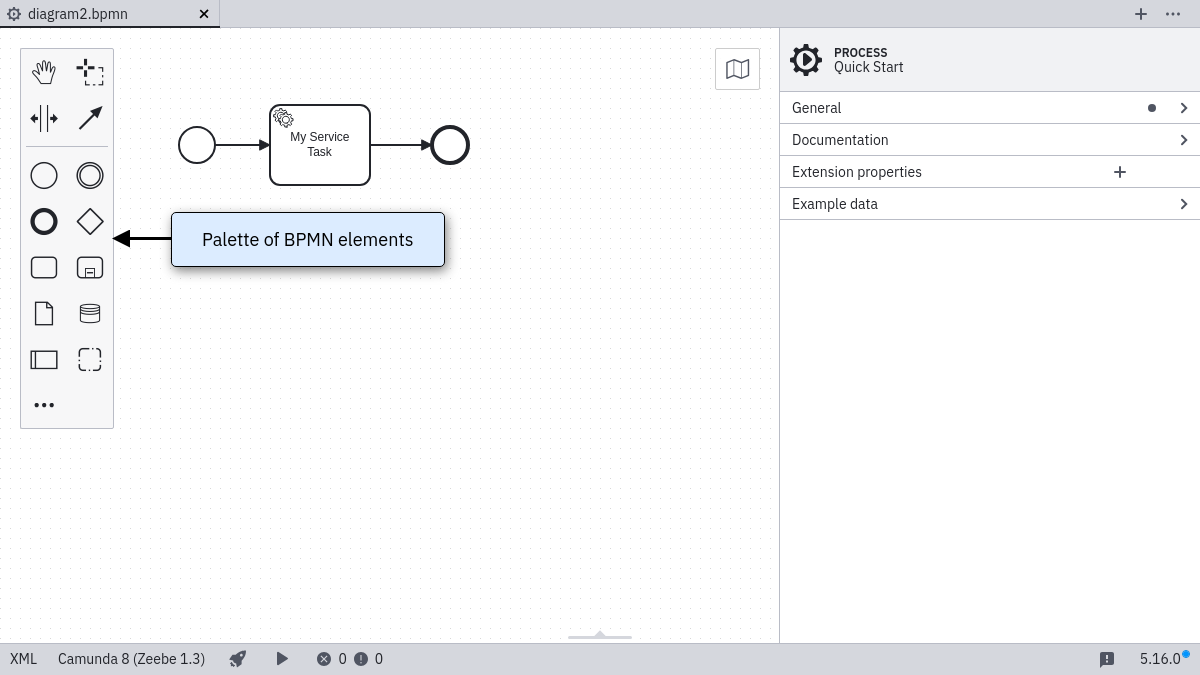 diagram2.bpmn
PROCESS
Quick Start
General
Documentation
Extension properties
Example data
My Service
Task
Palette of BPMN elements
XML
Camunda 8 (Zeebe 1.3)
0
0
5.16.0